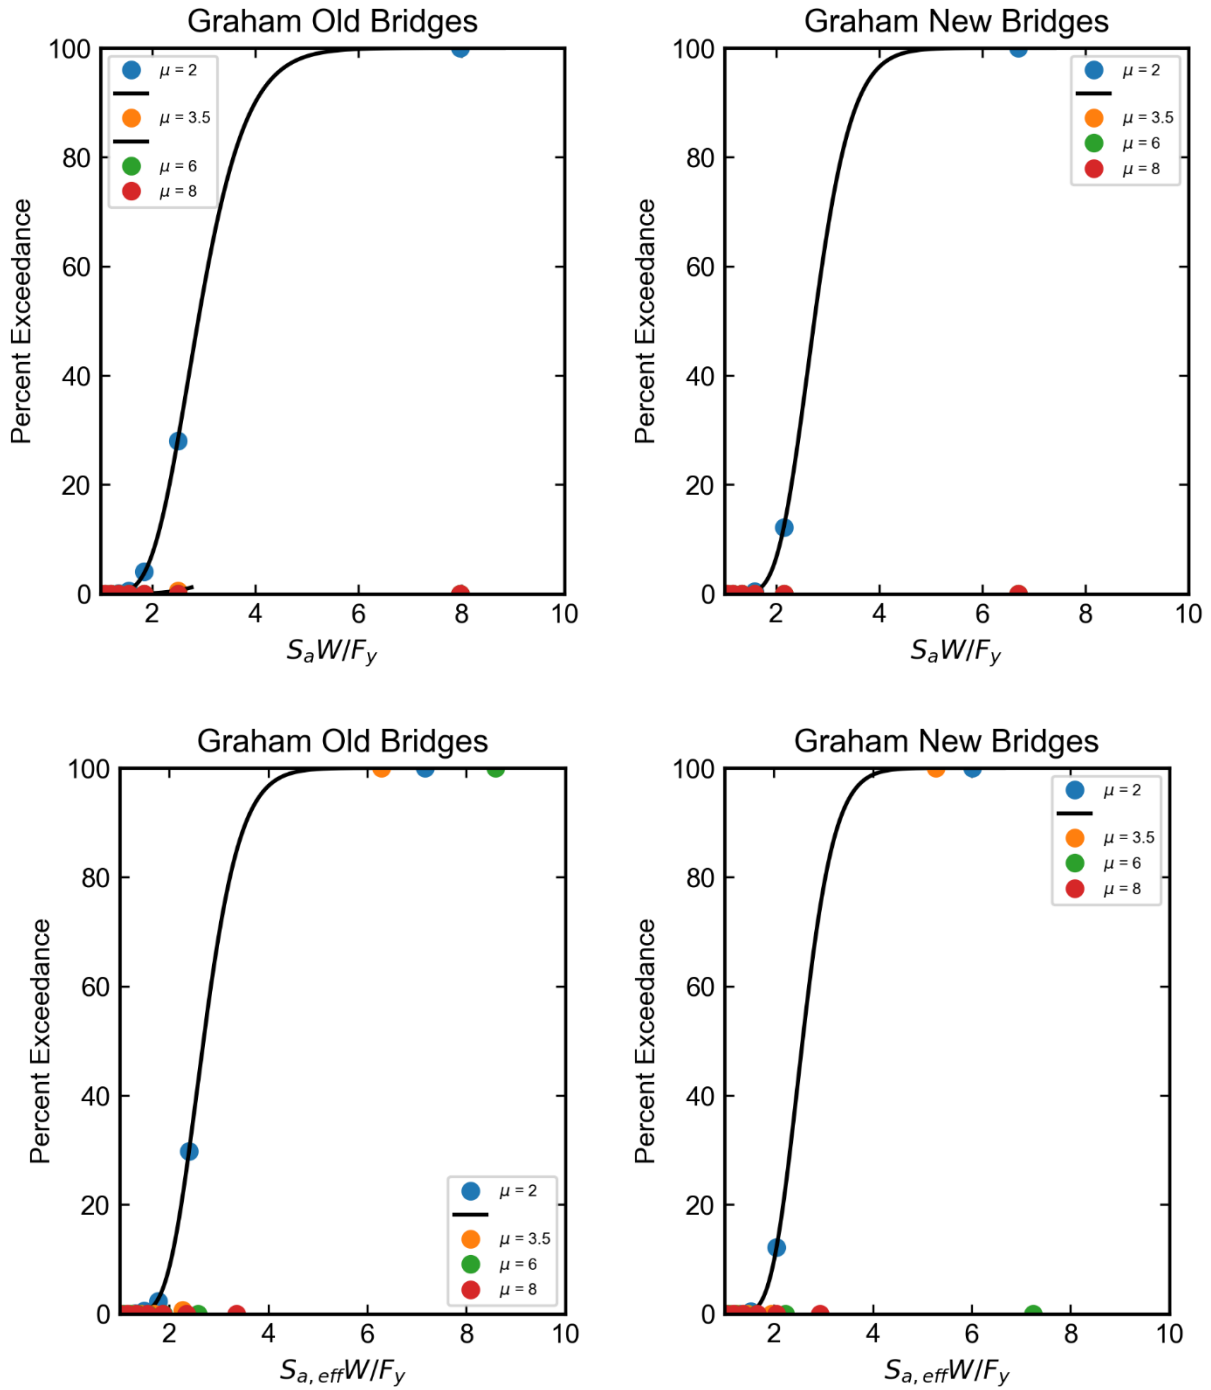 Graham Old Bridges
100
80
60
40
20
0
Percent Exceedance
μ = 2
μ = 3.5
μ = 6
μ = 8
2 4 6 8 10
SₐW/Fᵧ
Graham New Bridges
100
80
60
40
20
0
Percent Exceedance
μ = 2
μ = 3.5
μ = 6
μ = 8
2 4 6 8 10
SₐW/Fᵧ
Graham Old Bridges
100
80
60
40
20
0
Percent Exceedance
μ = 2
μ = 3.5
μ = 6
μ = 8
2 4 6 8 10
Sa,effW/Fy
Graham New Bridges
100
80
60
40
20
0
Percent Exceedance
μ = 2
μ = 3.5
μ = 6
μ = 8
2 4 6 8 10
Sa,effW/Fy